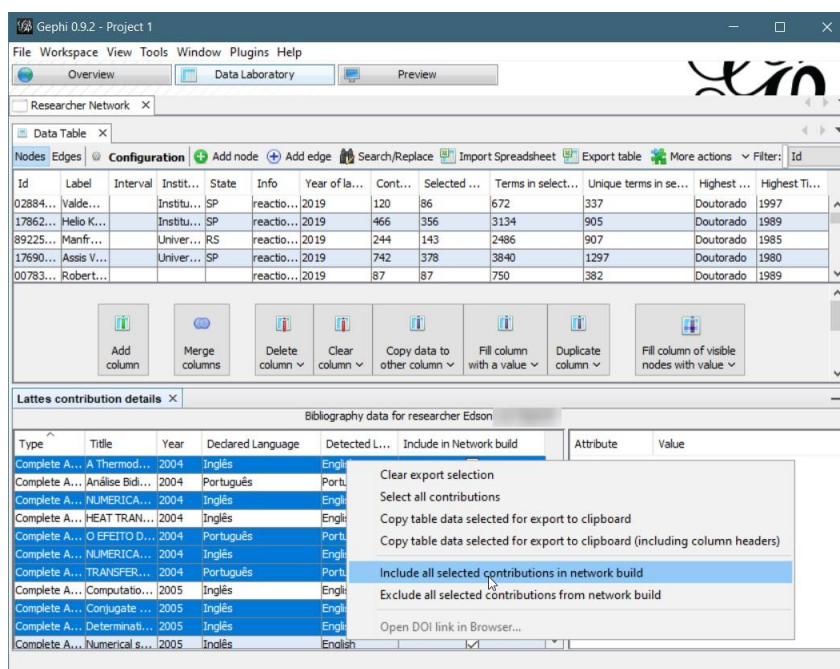 Gephi 0.9.2 - Project 1
File Workspace View Tools Window Plugins Help
Overview Data Laboratory Preview
Researcher Network
Data Table
Nodes Edges Configuration Add node Add edge Search/Replace Import Spreadsheet Export table More actions Filter: Id
Id Label Interval Instit... State Info Year of la... Cont... Selected ... Terms in select... Unique terms in se... Highest ... Highest Ti...
02884... Valde... Institu... SP reactio... 2019 120 86 672 337 Doutorado 1997
17862... Helio K... Institu... SP reactio... 2019 466 356 3134 905 Doutorado 1989
89225... Manfr... Univer... RS reactio... 2019 244 143 2486 907 Doutorado 1985
17690... Assis V... Univer... SP reactio... 2019 742 378 3840 1297 Doutorado 1980
00783... Robert... reactio... 2019 87 87 750 382 Doutorado 1989
Add column
Merge columns
Delete column
Clear column
Copy data to other column
Fill column with a value
Duplicate column
Fill column of visible nodes with value
Lattes contribution details
Bibliography data for researcher Edson
Type Titlle Year Declared Language Detected L... Include in Network build Attribute Value
Complete A... A Thermod... 2004 Inglês Englis
Complete A... Análise Bidi... 2004 Português Portu
Complete A... NUMERICA... 2004 Inglês Englis
Complete A... HEAT TRAN... 2004 Inglês Englis
Complete A... O EFEITO D... 2004 Português Portu
Complete A... NUMERICA... 2004 Inglês Englis
Complete A... TRANSFER... 2004 Português Portu
Complete A... Computatio... 2005 Inglês Englis
Complete A... Conjugate ... 2005 Inglês Englis
Complete A... Determinati... 2005 Inglês Englis
Complete A... Numerical s... 2005 Inglês English
Clear export selection
Select all contributions
Copy table data selected for export to clipboard
Copy table data selected for export to clipboard (including column headers)
Include all selected contributions in network build
Exclude all selected contributions from network build
Open DOI link in Browser...